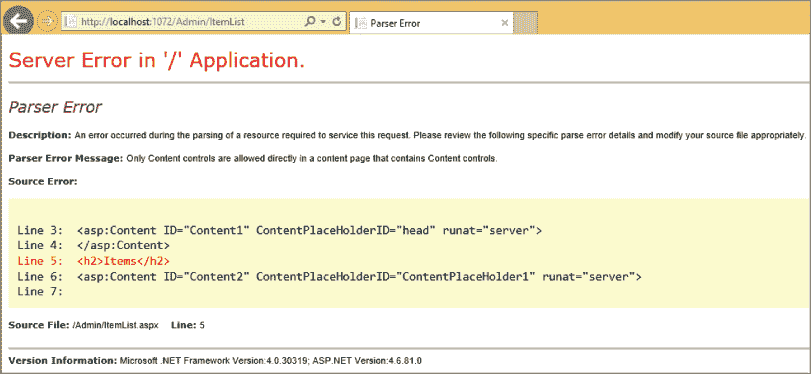 http://localhost:1072/Admin/ItemList
Parser Error
Server Error in '/' Application.
Parser Error
Description: An error occurred during the parsing of a resource required to service this request. Please review the following specific parse error details and modify your source file appropriately.
Parser Error Message: Only Content controls are allowed directly in a content page that contains Content controls.
Source Error:
Line 3:  <asp:Content ID="Content1" ContentPlaceHolderID="head" runat="server">
Line 4:  </asp:Content>
Line 5:  <h2>Items</h2>
Line 6:  <asp:Content ID="Content2" ContentPlaceHolderID="ContentPlaceHolder1" runat="server">
Line 7:
Source File: /Admin/ItemList.aspx    Line: 5
Version Information: Microsoft .NET Framework Version:4.0.30319; ASP.NET Version:4.6.81.0